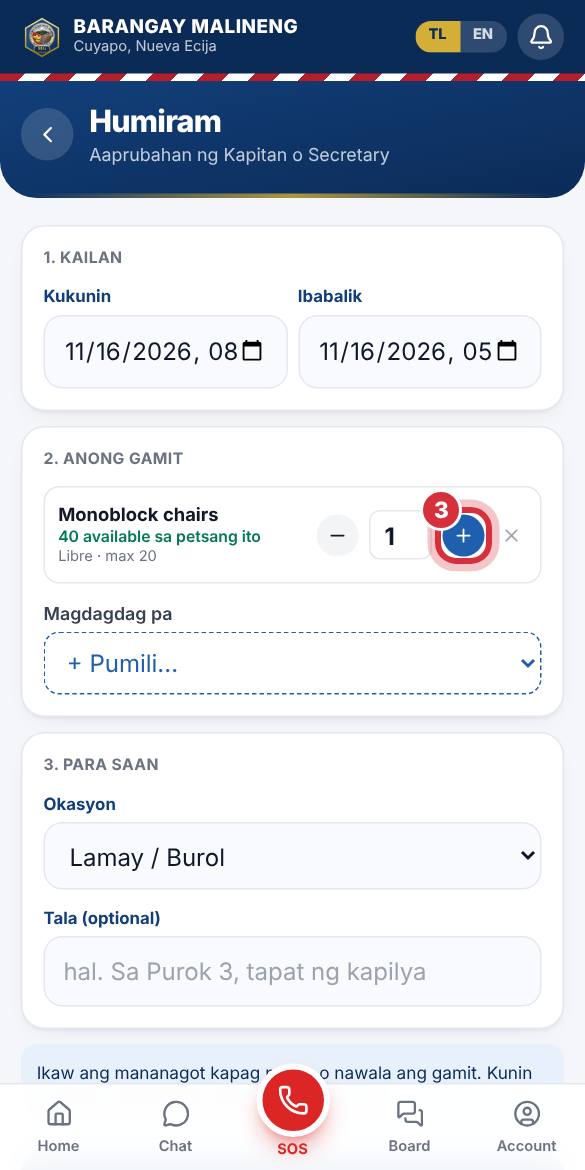 BARANGAY MALINENG
Cuyapo, Nueva Ecija
TL EN
Humiram
Aaprubahan ng Kapitan o Secretary
1. KAILAN
Kukunin Ibabalik
11/16/2026, 08 11/16/2026, 05
2. ANONG GAMIT
Monoblock chairs
40 available sa petsang ito
Libre · max 20
− 1 3 + ×
Magdagdag pa
+ Pumili...
3. PARA SAAN
Okasyon
Lamay / Burol
Tala (optional)
hal. Sa Purok 3, tapat ng kapilya
Ikaw ang mananagot kapag o nawala ang gamit. Kunin
Home Chat SOS Board Account